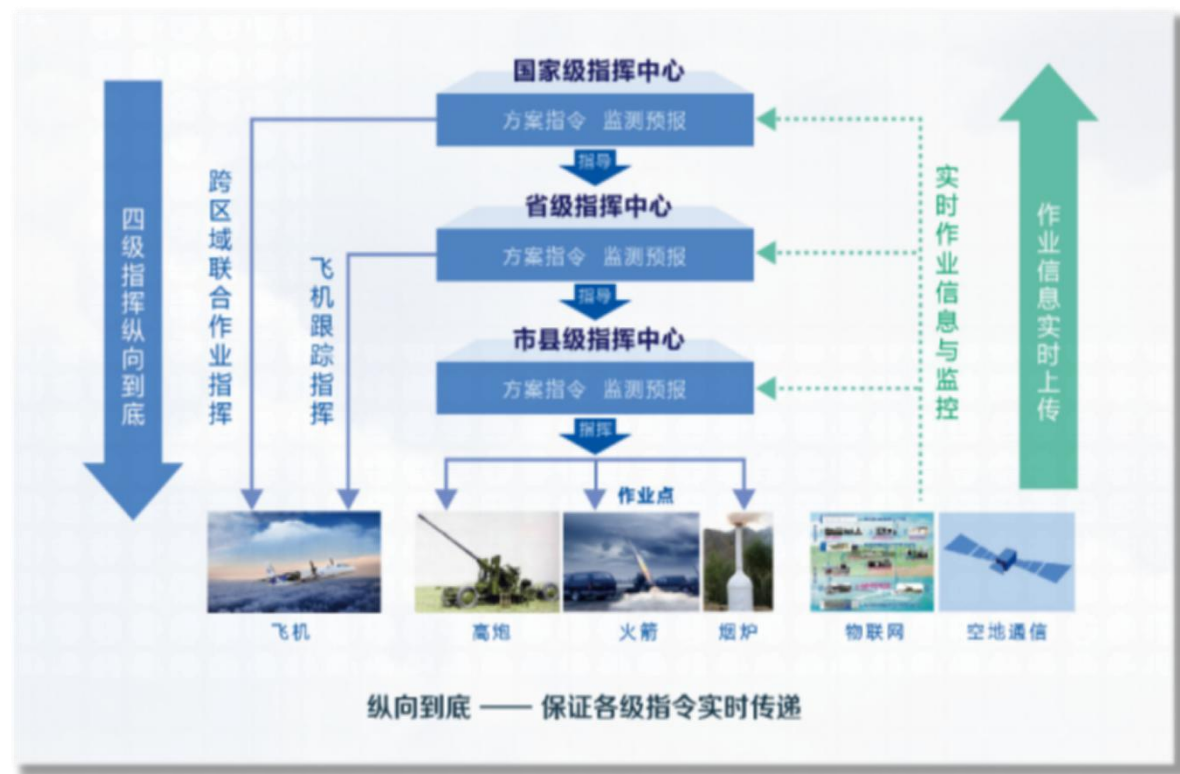 国家级指挥中心
方案指令 监测预报
指导
省级指挥中心
方案指令 监测预报
指导
市县级指挥中心
方案指令 监测预报
指挥
四级指挥纵向到底
跨区域联合作业指挥
飞机跟踪指挥
实时作业信息与监控
作业信息实时上传
作业点
飞机
高炮
火箭
烟炉
物联网
空地通信
纵向到底 —— 保证各级指令实时传递